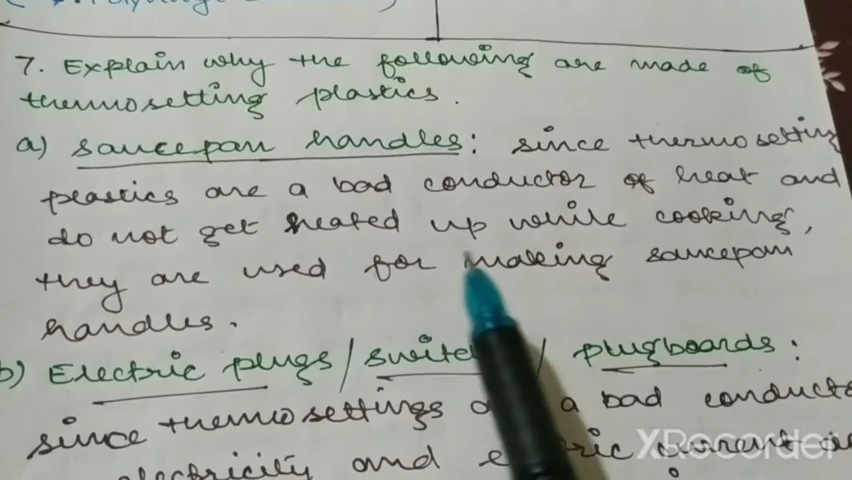 7. Explain why the following are made of
thermosetting plastics.
a) saucepan handles: since thermosetting
plastics are a bad conductor of heat and
do not get heated up while cooking,
they are used for making saucepan
handles.
b) Electric plugs / / plugboards:
since thermosettings a bad
electricity and
XRecorder